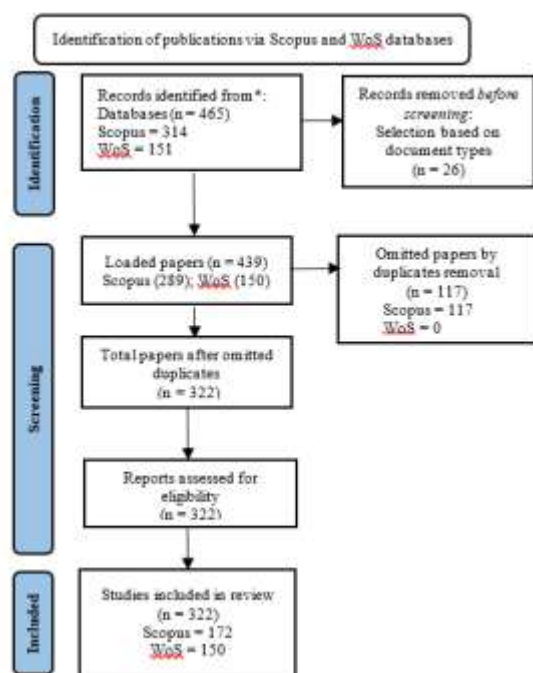 Identification of publications via Scopus and WoS databases
Identification
Records identified from*:
Databases (n = 465)
Scopus = 314
WoS = 151
Records removed before
screening:
Selection based on
document types
(n = 26)
Screening
Loaded papers (n = 439)
Scopus (289); WoS (150)
Omitted papers by
duplicates removal
(n = 117)
Scopus = 117
WoS = 0
Total papers after omitted
duplicates
(n = 322)
Reports assessed for
eligibility
(n = 322)
Included
Studies included in review
(n = 322)
Scopus = 172
WoS = 150